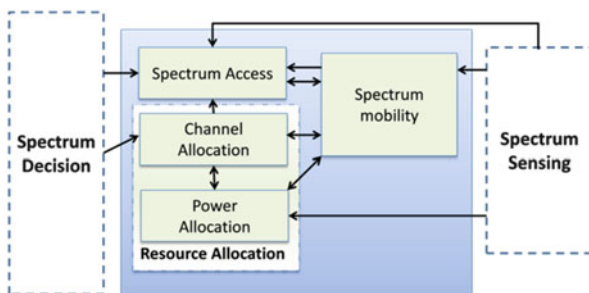 Spectrum Access
Spectrum
mobility
Channel
Allocation
Power
Allocation
Resource Allocation
Spectrum
Decision
Spectrum
Sensing